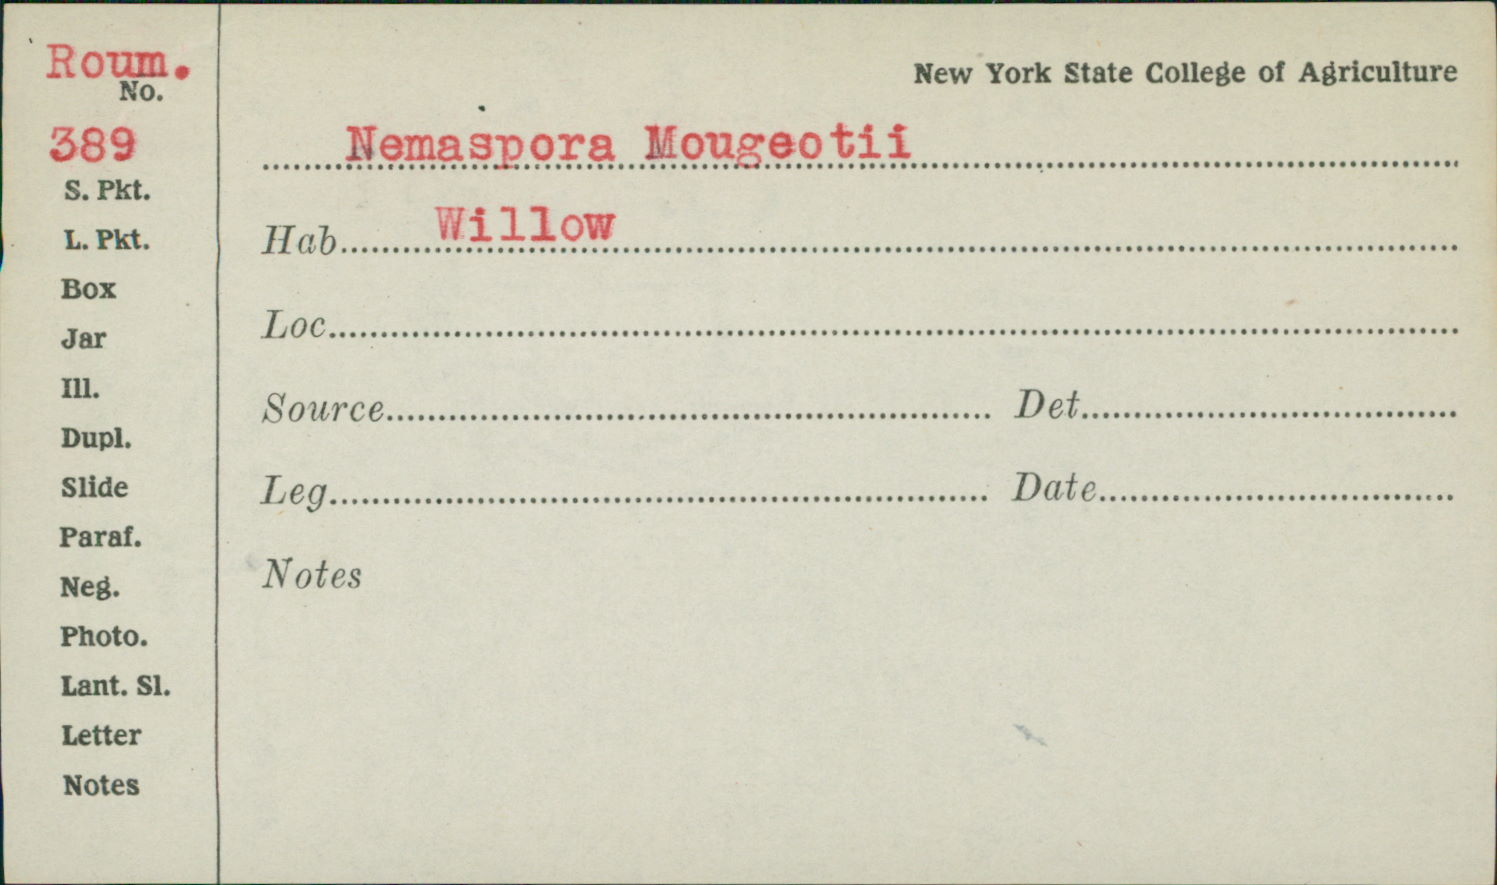 Roum.
No.
389
S. Pkt.
L. Pkt.
Box
Jar
Ill.
Dupl.
Slide
Paraf.
Neg.
Photo.
Lant. Sl.
Letter
Notes
New York State College of Agriculture
Nemaspora Mougeotii
Hab. Willow
Loc.
Source Det.
Leg. Date
Notes